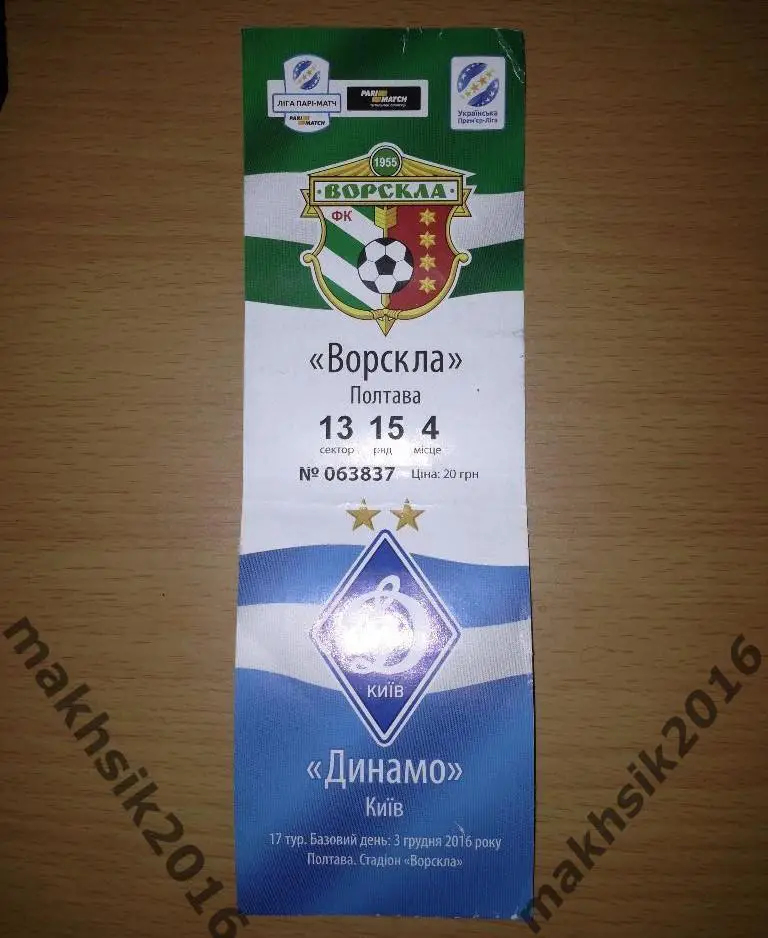 ЛІГА ПАРІ-МАТЧ
PARI MATCH
PARI MATCH
Українська
Прем'єр-Ліга
1955
ВОРСКЛА
ФК
«Ворскла»
Полтава
13 15 4
сектор ряд місце
№ 063837 Ціна: 20 грн
Д
КИЇВ
«Динамо»
Київ
17 тур. Базовий день: 3 грудня 2016 року
Полтава. Стадіон «Ворскла»
makhsik2016
makhsik2016